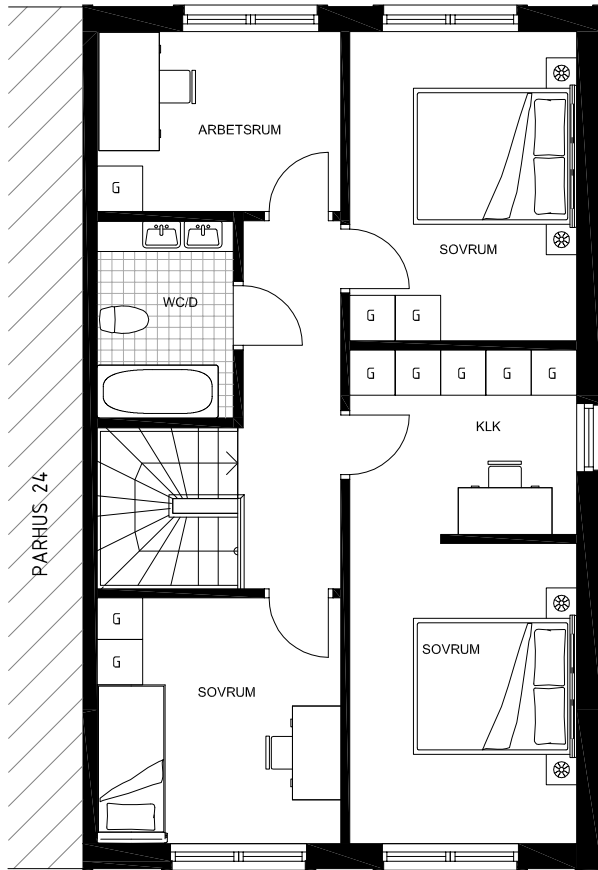 ARBETSRUM
G
SOVRUM
WC/D
G G
G G G G G
KLK
PARHUS 24
G
G
SOVRUM
SOVRUM